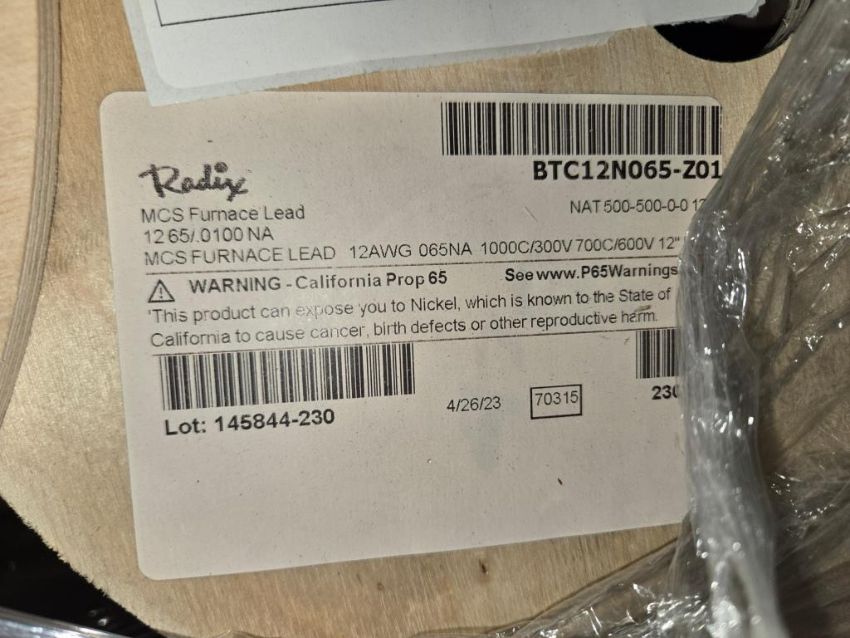 BTC12N065-Z01
Radix
NAT 500-500-0-0
MCS Furnace Lead
12 65/.0100 NA
MCS FURNACE LEAD 12AWG 065NA 1000C/300V 700C/600V 12"
WARNING - California Prop 65 See www.P65Warnings
'This product can expose you to Nickel, which is known to the State of
California to cause cancer, birth defects or other reproductive harm.
4/26/23 70315 230
Lot: 145844-230